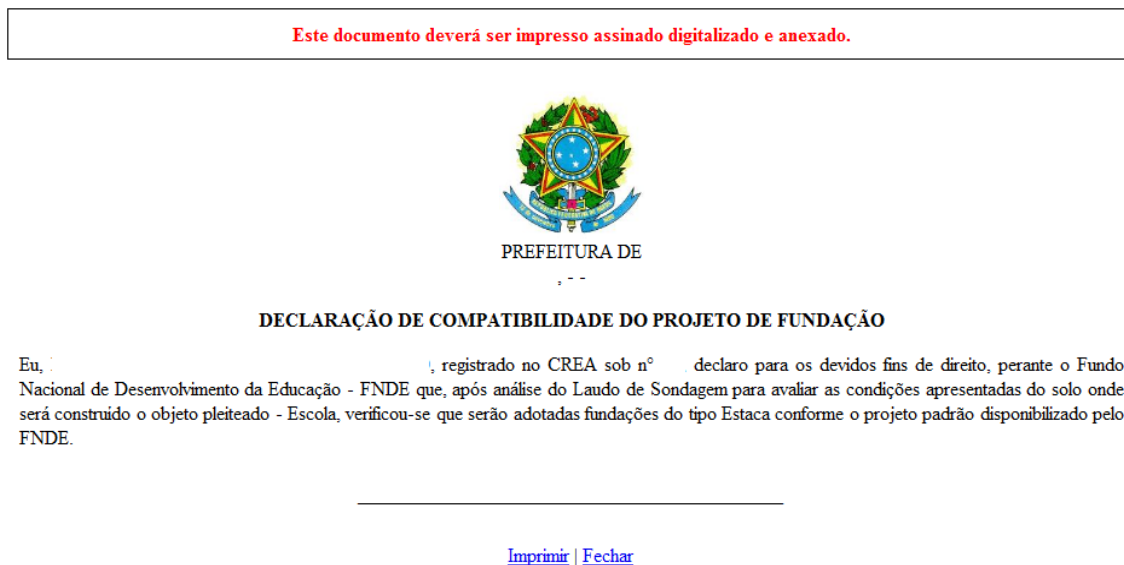 Este documento deverá ser impresso assinado digitalizado e anexado.
PREFEITURA DE
, - -
DECLARAÇÃO DE COMPATIBILIDADE DO PROJETO DE FUNDAÇÃO
Eu, , registrado no CREA sob n° declaro para os devidos fins de direito, perante o Fundo
Nacional de Desenvolvimento da Educação - FNDE que, após análise do Laudo de Sondagem para avaliar as condições apresentadas do solo onde
será construido o objeto pleiteado - Escola, verificou-se que serão adotadas fundações do tipo Estaca conforme o projeto padrão disponibilizado pelo
FNDE.
Imprimir | Fechar